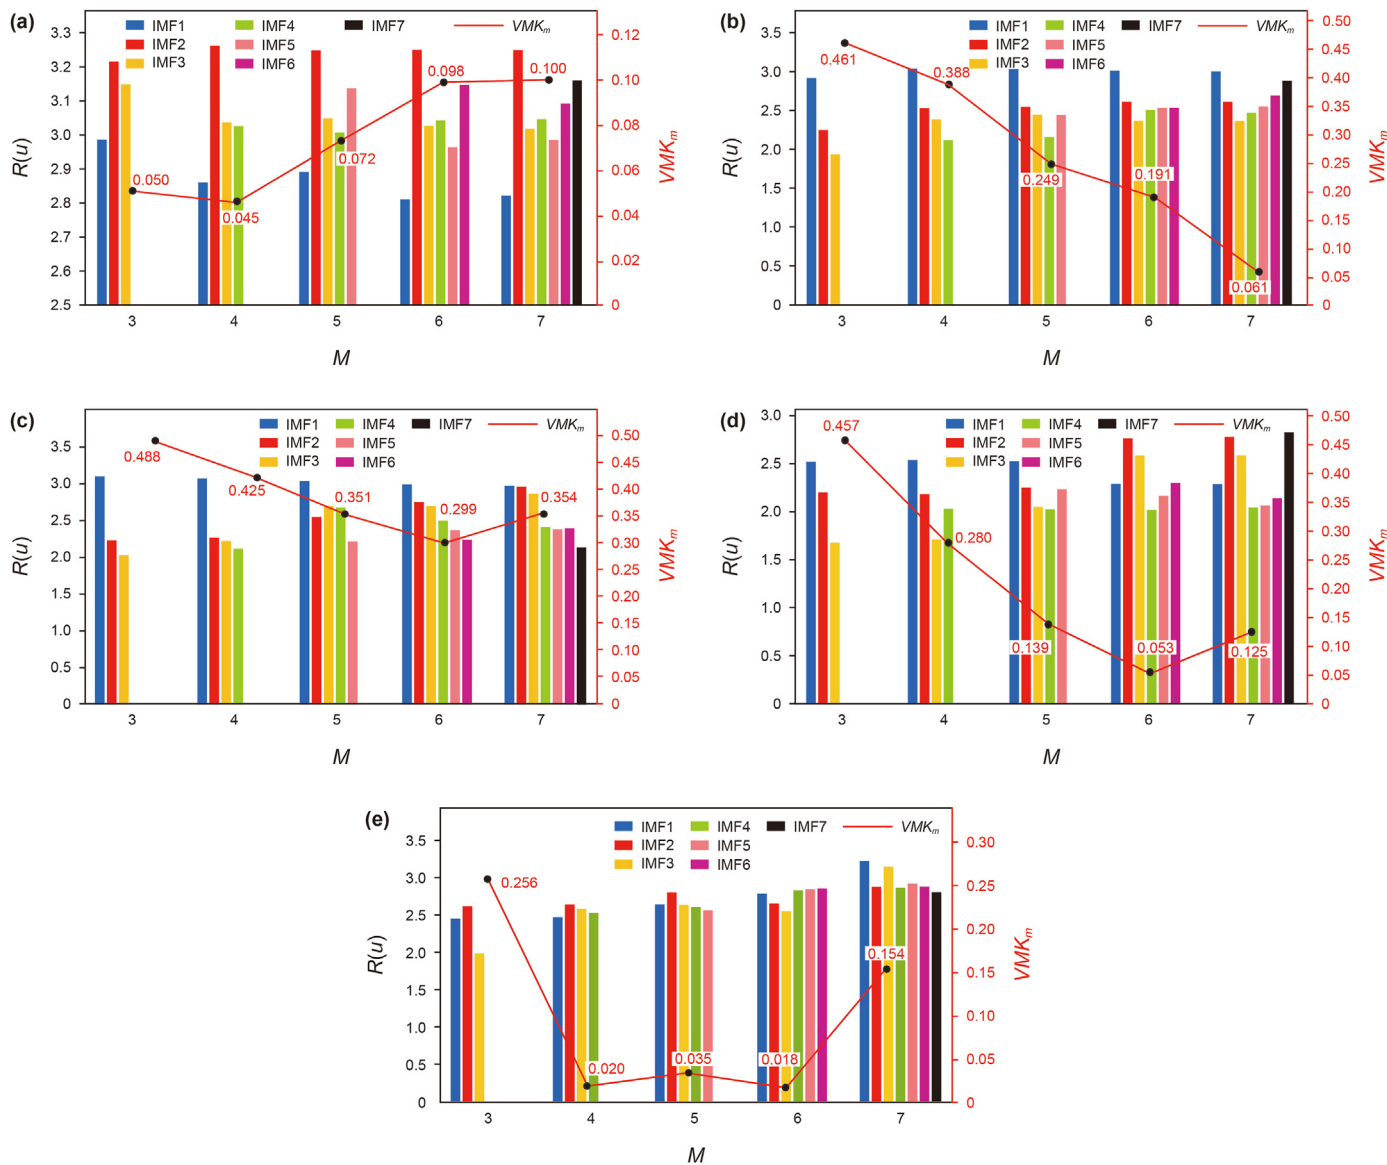 (a)
IMF1 IMF4 IMF7 VMKm
IMF2 IMF5
IMF3 IMF6
R(u)
3.3
3.2
3.1
3.0
2.9
2.8
2.7
2.6
2.5
0.12
0.10
0.08
0.06
0.04
0.02
0
VMKm
0.050
0.045
0.072
0.098
0.100
3 4 5 6 7
M
(b)
IMF1 IMF4 IMF7 VMKm
IMF2 IMF5
IMF3 IMF6
R(u)
3.5
3.0
2.5
2.0
1.5
1.0
0.5
0
0.50
0.45
0.40
0.35
0.30
0.25
0.20
0.15
0.10
0.05
0
VMKm
0.461
0.388
0.249
0.191
0.061
3 4 5 6 7
M
(c)
IMF1 IMF4 IMF7 VMKm
IMF2 IMF5
IMF3 IMF6
R(u)
3.5
3.0
2.5
2.0
1.5
1.0
0.5
0
0.50
0.45
0.40
0.35
0.30
0.25
0.20
0.15
0.10
0.05
0
VMKm
0.488
0.425
0.351
0.299
0.354
3 4 5 6 7
M
(d)
IMF1 IMF4 IMF7 VMKm
IMF2 IMF5
IMF3 IMF6
R(u)
3.0
2.5
2.0
1.5
1.0
0.5
0
0.50
0.45
0.40
0.35
0.30
0.25
0.20
0.15
0.10
0.05
0
VMKm
0.457
0.280
0.139
0.053
0.125
3 4 5 6 7
M
(e)
IMF1 IMF4 IMF7 VMKm
IMF2 IMF5
IMF3 IMF6
R(u)
3.5
3.0
2.5
2.0
1.5
1.0
0.5
0
0.30
0.25
0.20
0.15
0.10
0.05
0
VMKm
0.256
0.020
0.035
0.018
0.154
3 4 5 6 7
M